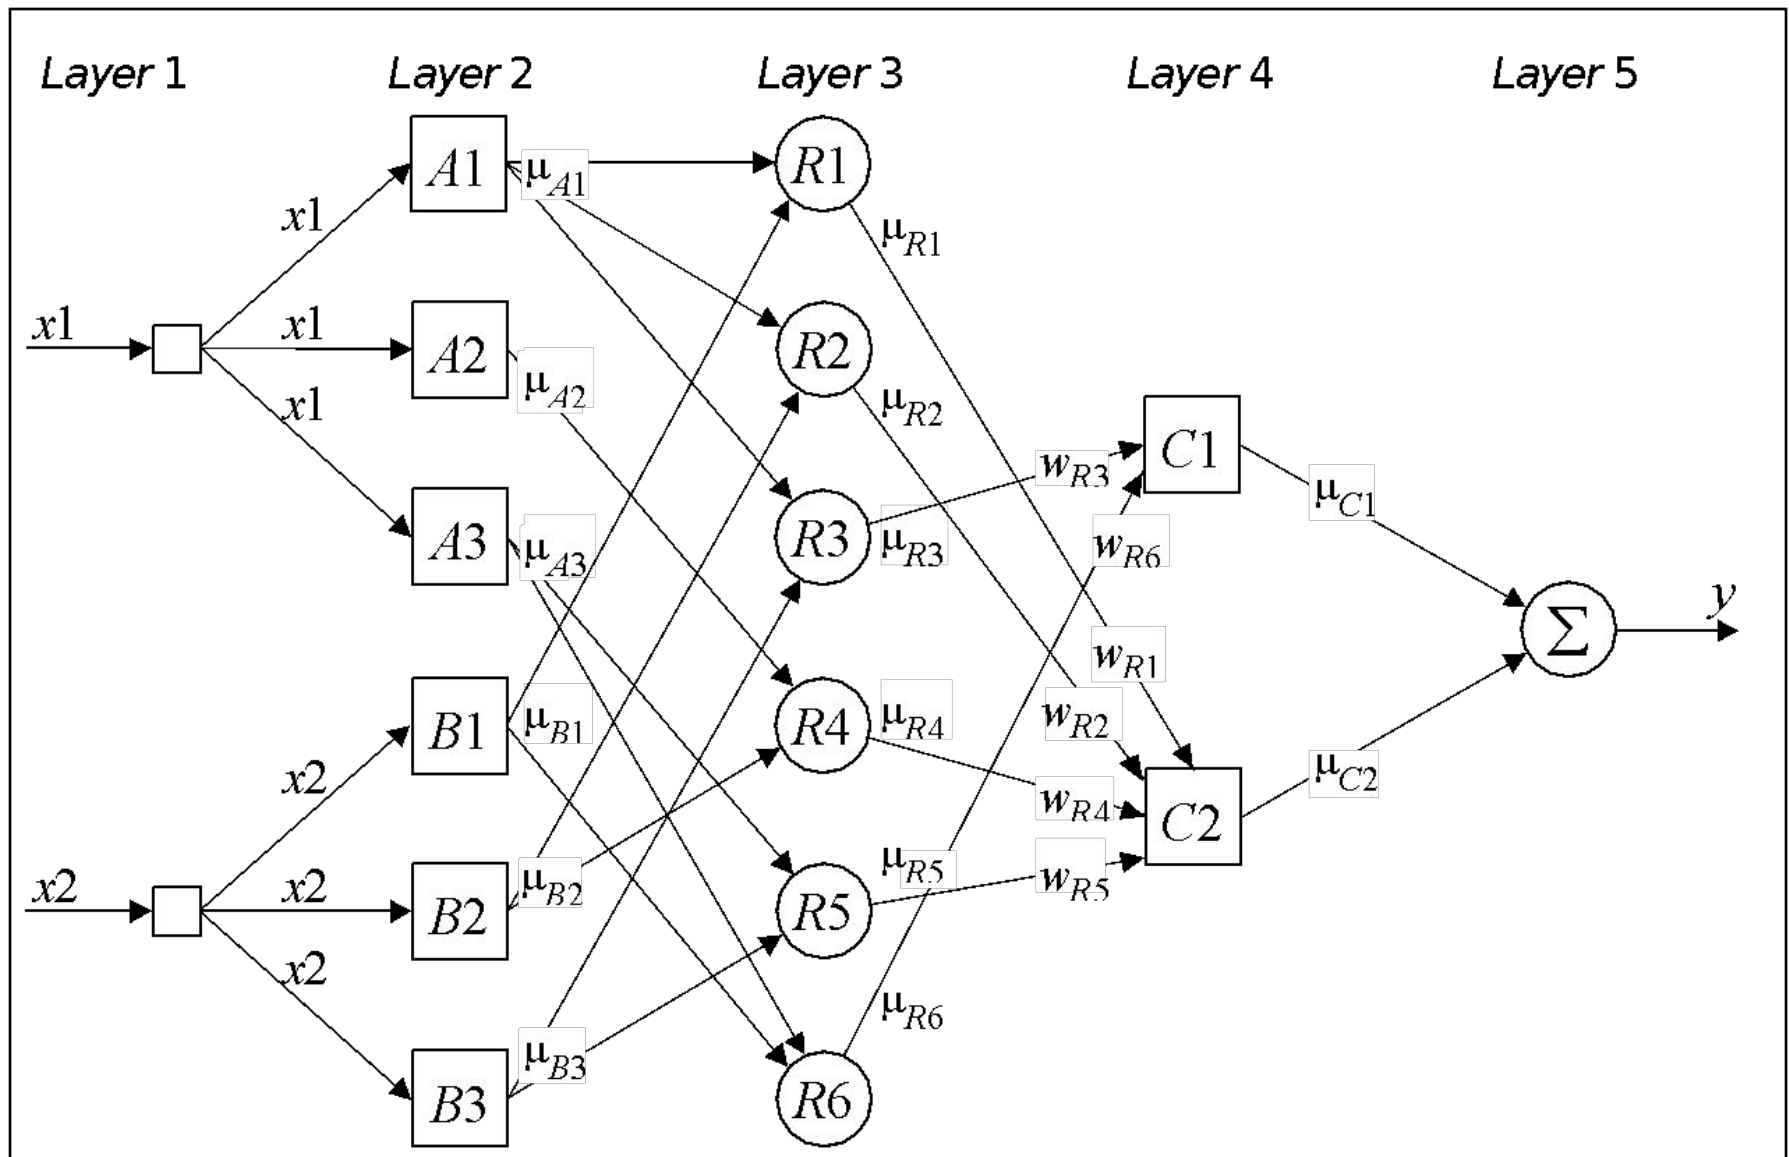 Layer 1
Layer 2
Layer 3
Layer 4
Layer 5
x1
x1
x1
x1
x2
x2
x2
x2
A1
A2
A3
B1
B2
B3
μA1
μA2
μA3
μB1
μB2
μB3
R1
R2
R3
R4
R5
R6
μR1
μR2
μR3
μR4
μR5
μR6
wR3
wR6
wR1
wR2
wR4
wR5
C1
C2
μC1
μC2
Σ
y